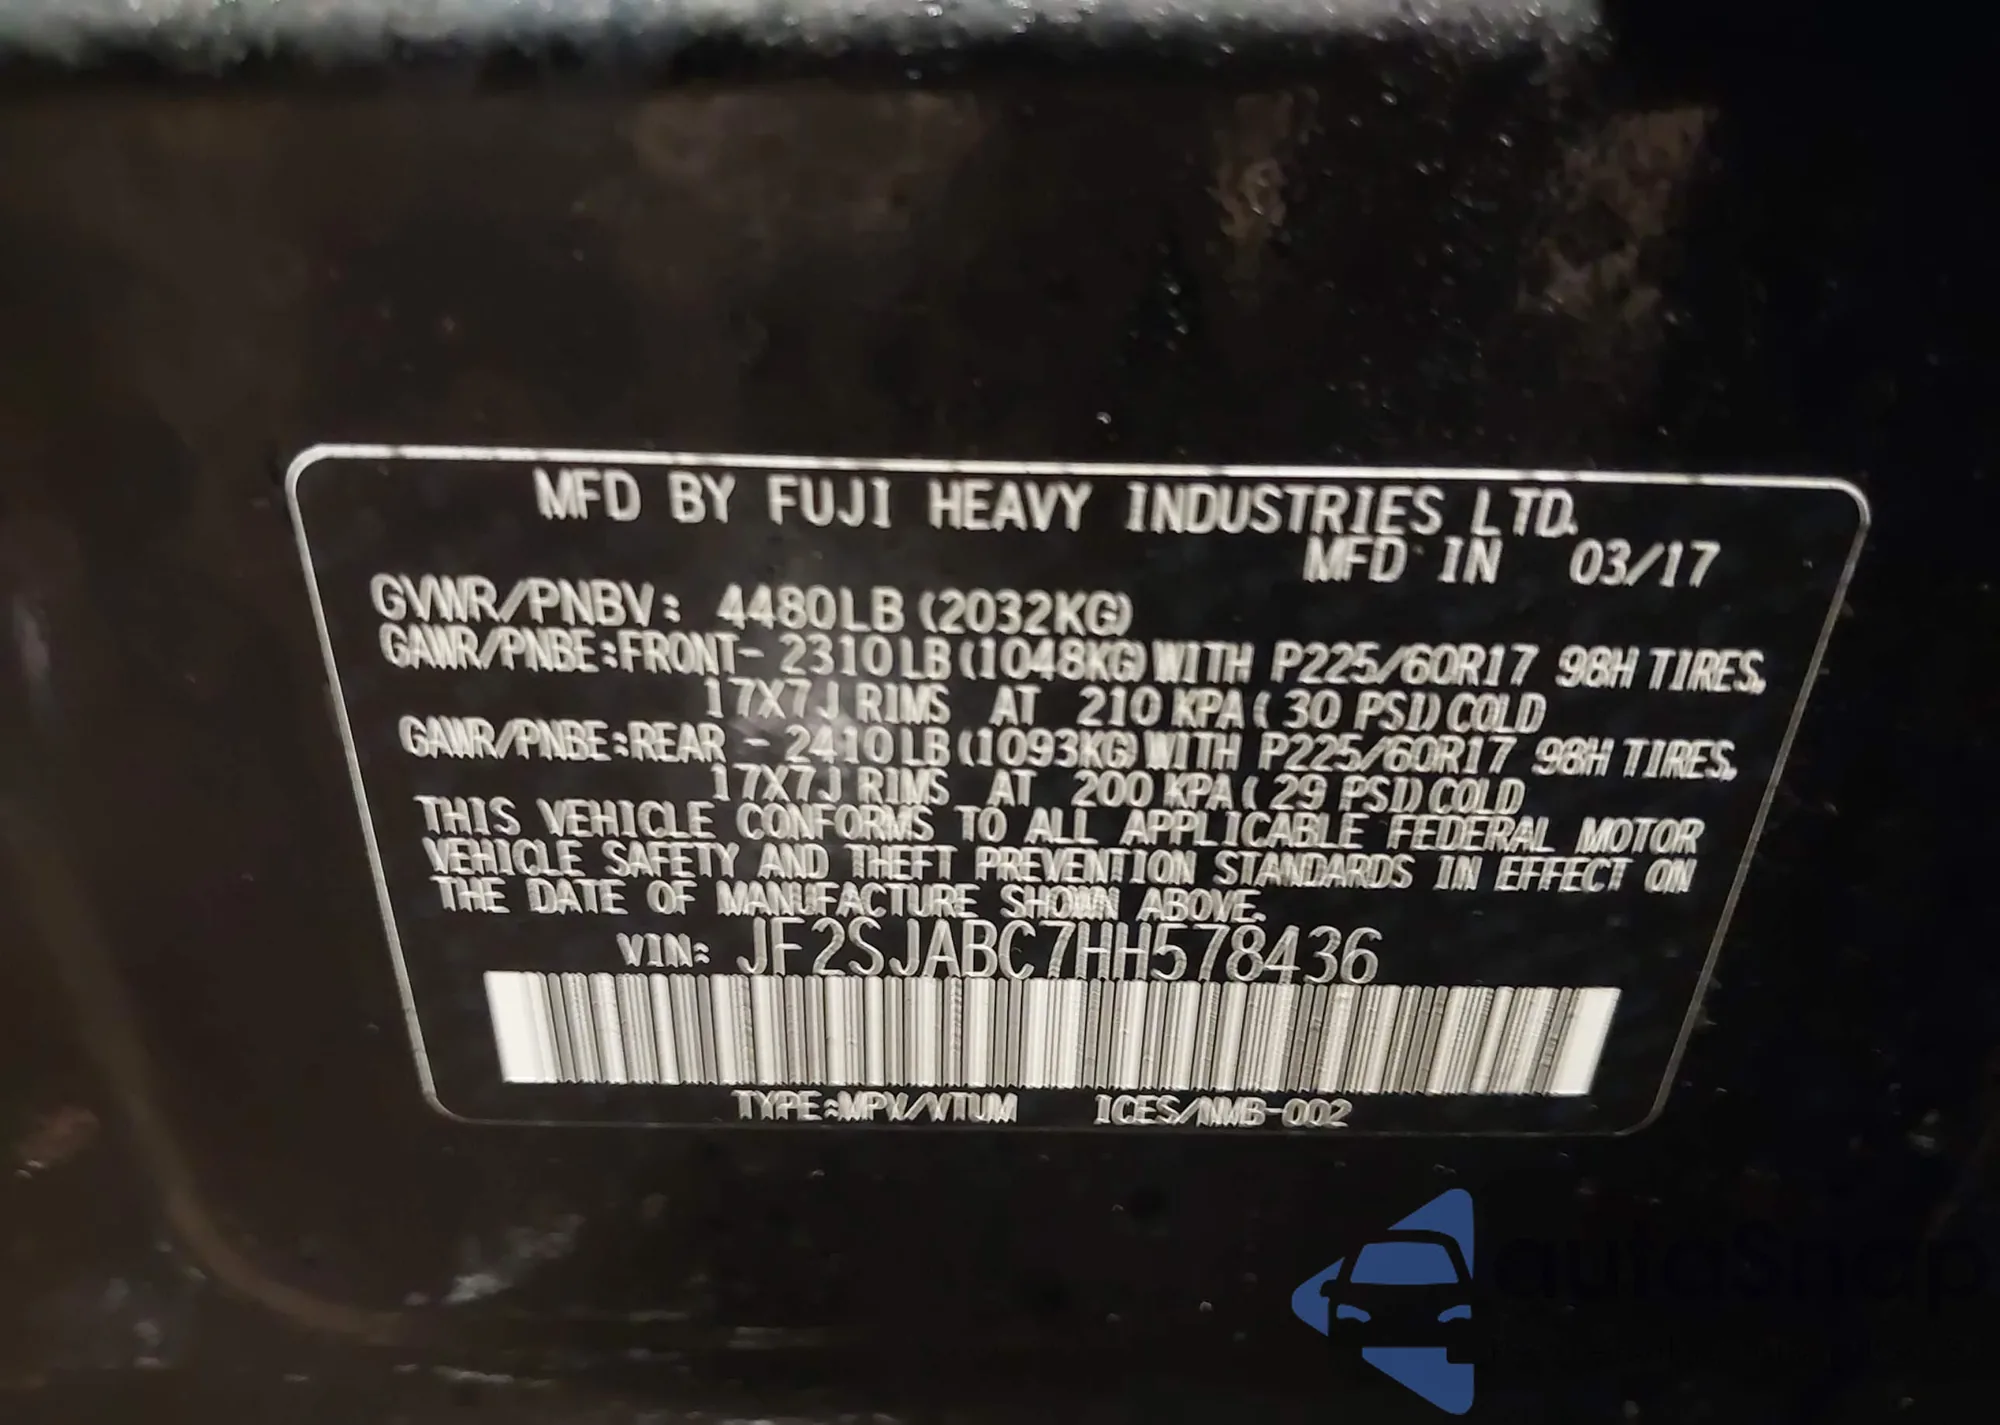 MFD BY FUJI HEAVY INDUSTRIES LTD.
MFD IN 03/17
GVWR/PNBV: 4480LB (2032KG)
GAWR/PNBE:FRONT- 2310LB (1048KG) WITH P225/60R17 98H TIRES,
17X7J RIMS AT 210 KPA ( 30 PSI) COLD
GAWR/PNBE:REAR - 2410LB (1093KG) WITH P225/60R17 98H TIRES,
17X7J RIMS AT 200 KPA ( 29 PSI) COLD
THIS VEHICLE CONFORMS TO ALL APPLICABLE FEDERAL MOTOR
VEHICLE SAFETY AND THEFT PREVENTION STANDARDS IN EFFECT ON
THE DATE OF MANUFACTURE SHOWN ABOVE.
VIN: JF2SJABC7HH578436
TYPE:MPV/VTUM ICES/NMB-002
autoSnap